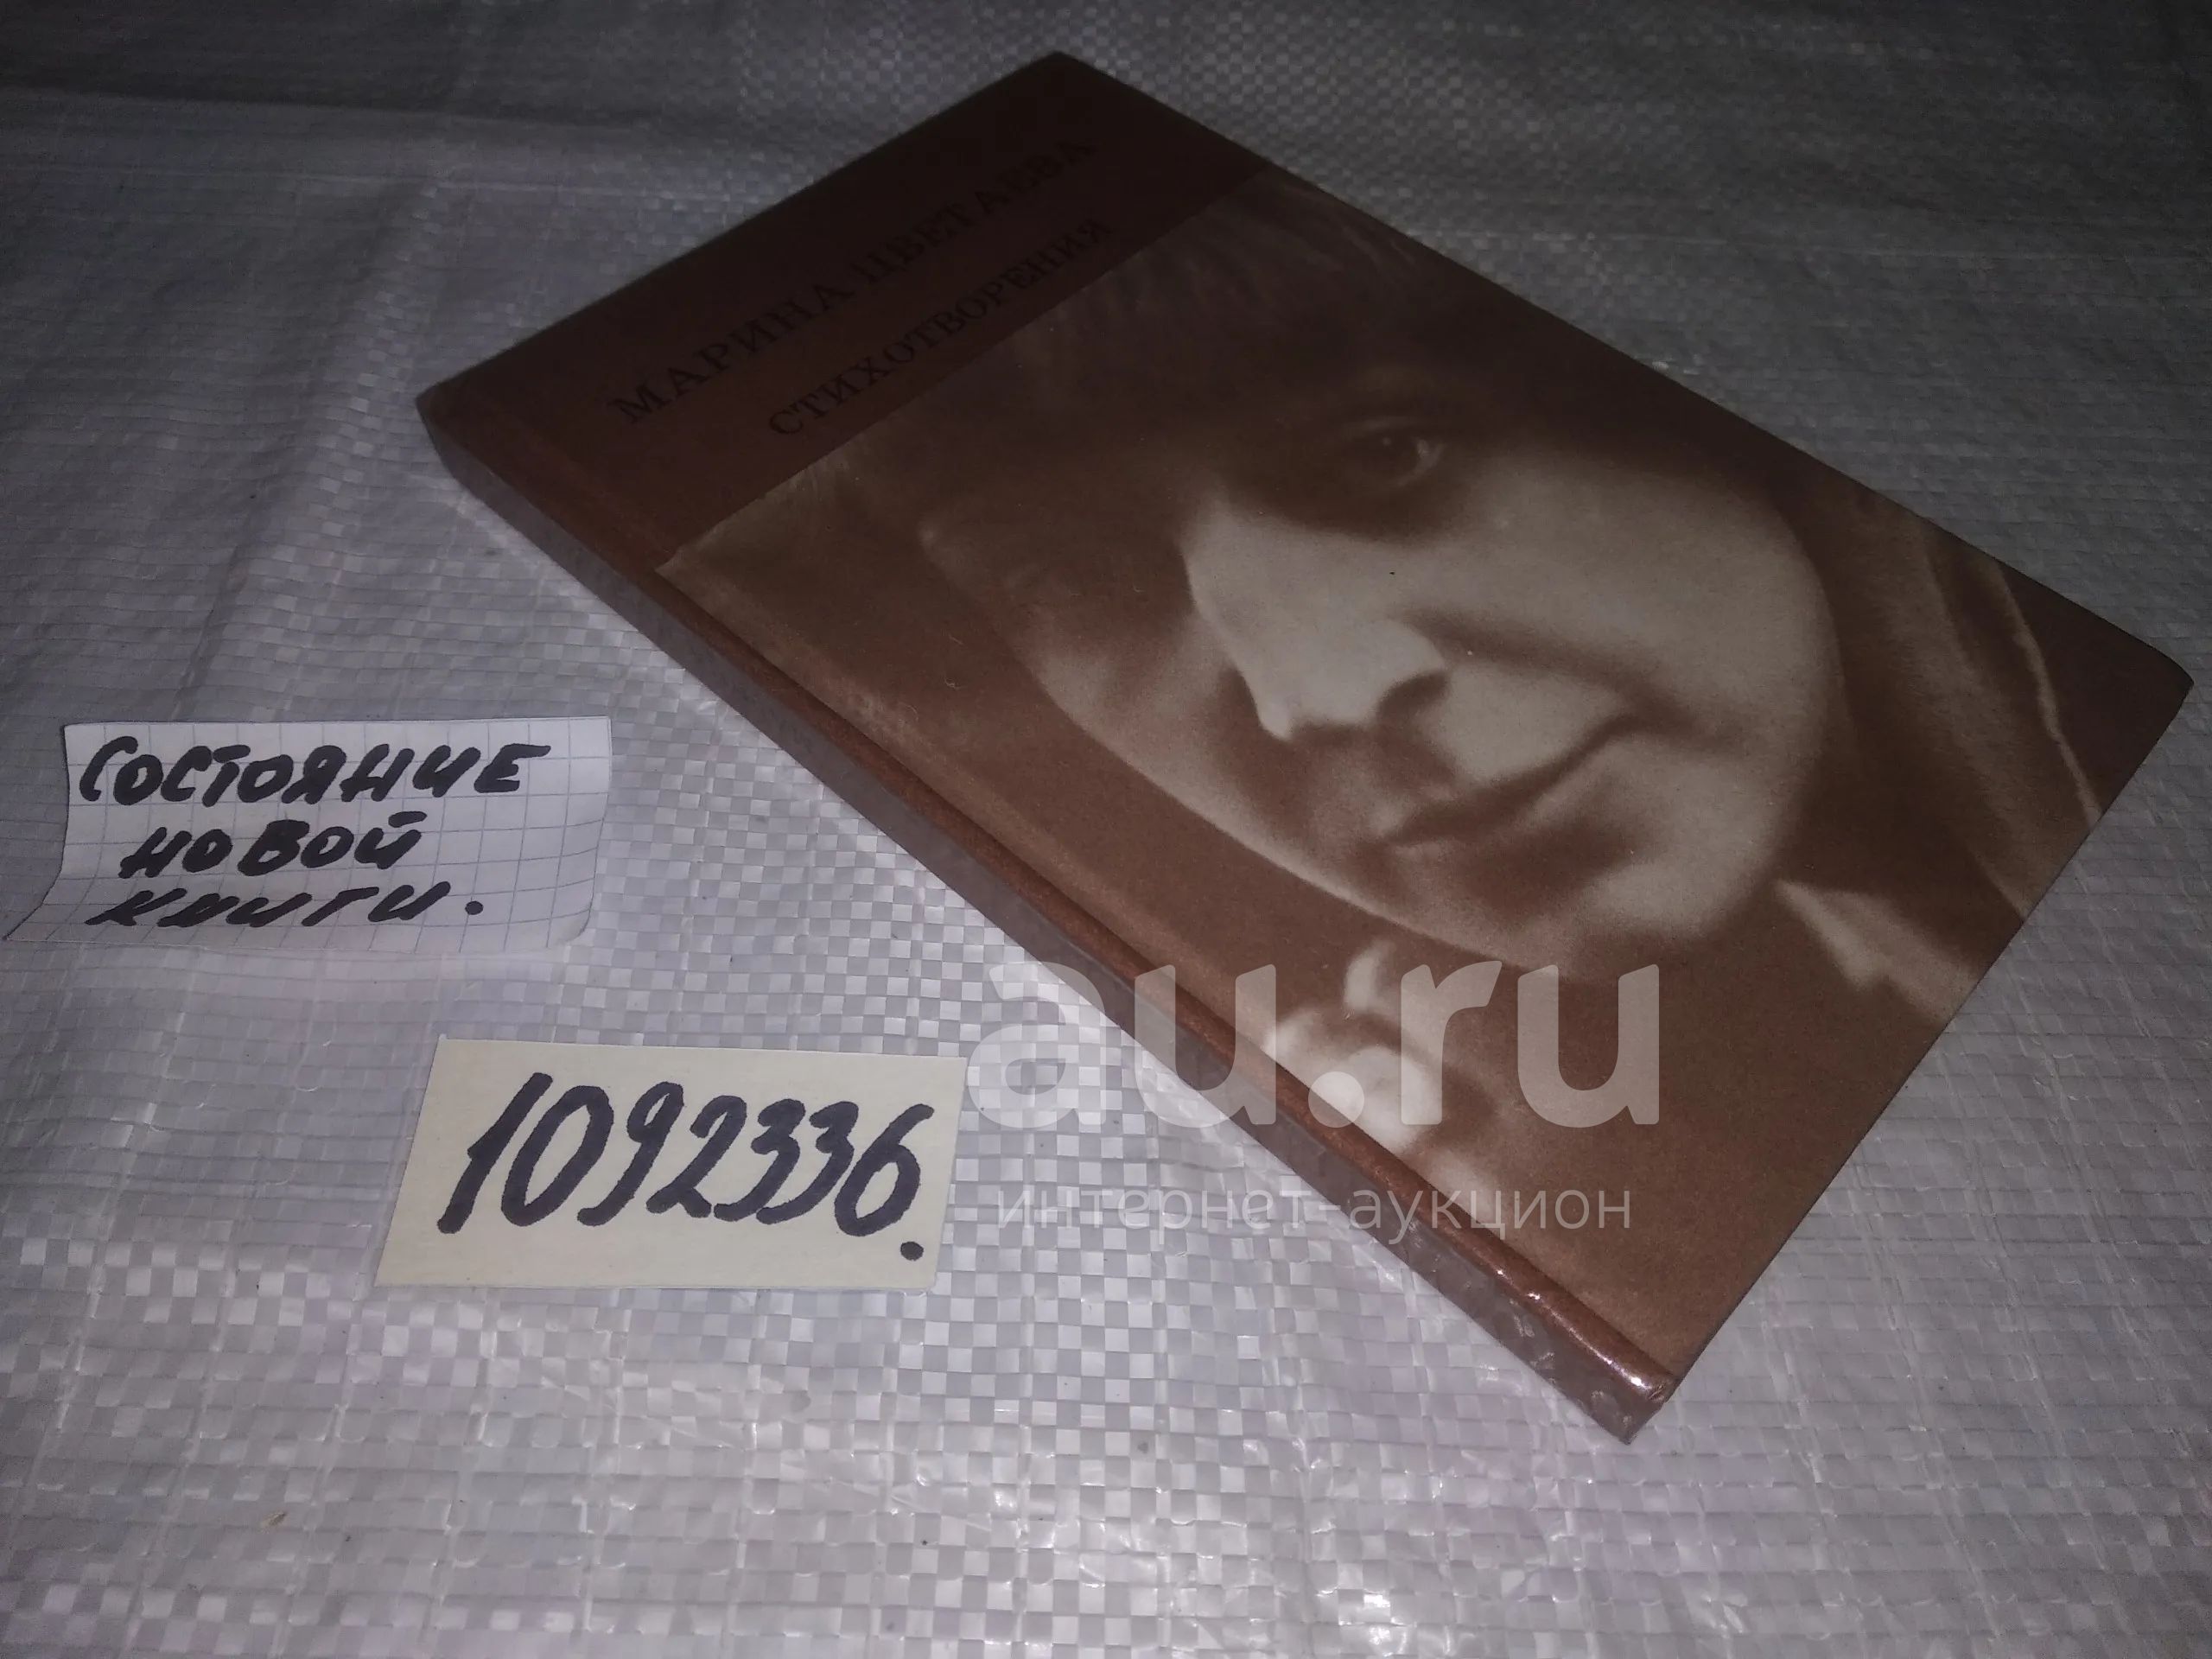 МАРИНА ЦВЕТАЕВА
СТИХОТВОРЕНИЯ
СОСТОЯНИЕ
НОВОЙ
КНИГИ.
1092336.
au.ru
интернет-аукцион